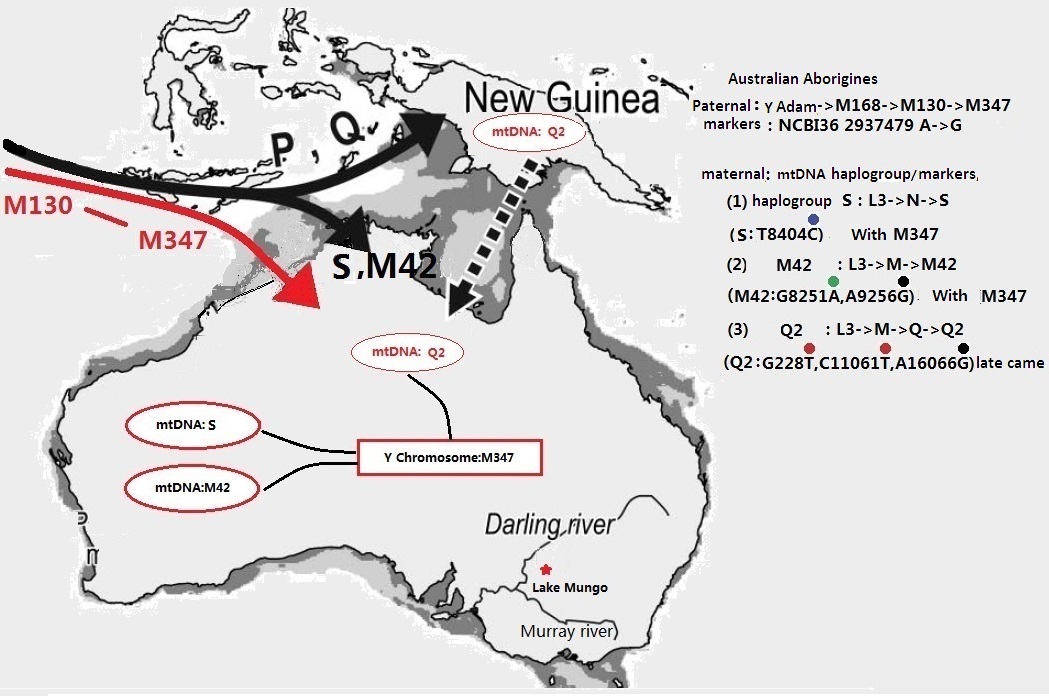 New Guinea
P , Q
mtDNA: Q2
M130
M347
S ,M42
mtDNA: Q2
mtDNA: S
Y Chromosome:M347
mtDNA:M42
Darling river
Lake Mungo
Murray river)
Australian Aborigines
Paternal : Y Adam->M168->M130->M347
markers : NCBI36 2937479 A->G
maternal: mtDNA haplogroup/markers,
(1) haplogroup S : L3->N->S
(S:T8404C) With M347
(2) M42 : L3->M->M42
(M42:G8251A,A9256G) With M347
(3) Q2 : L3->M->Q->Q2
(Q2:G228T,C11061T,A16066G)late came